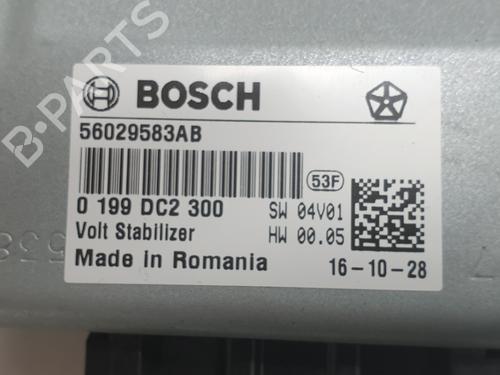 B-PARTS
BOSCH
56029583AB
53F
0 199 DC2 300 SW 04V01
Volt Stabilizer HW 00.05
Made in Romania 16-10-28